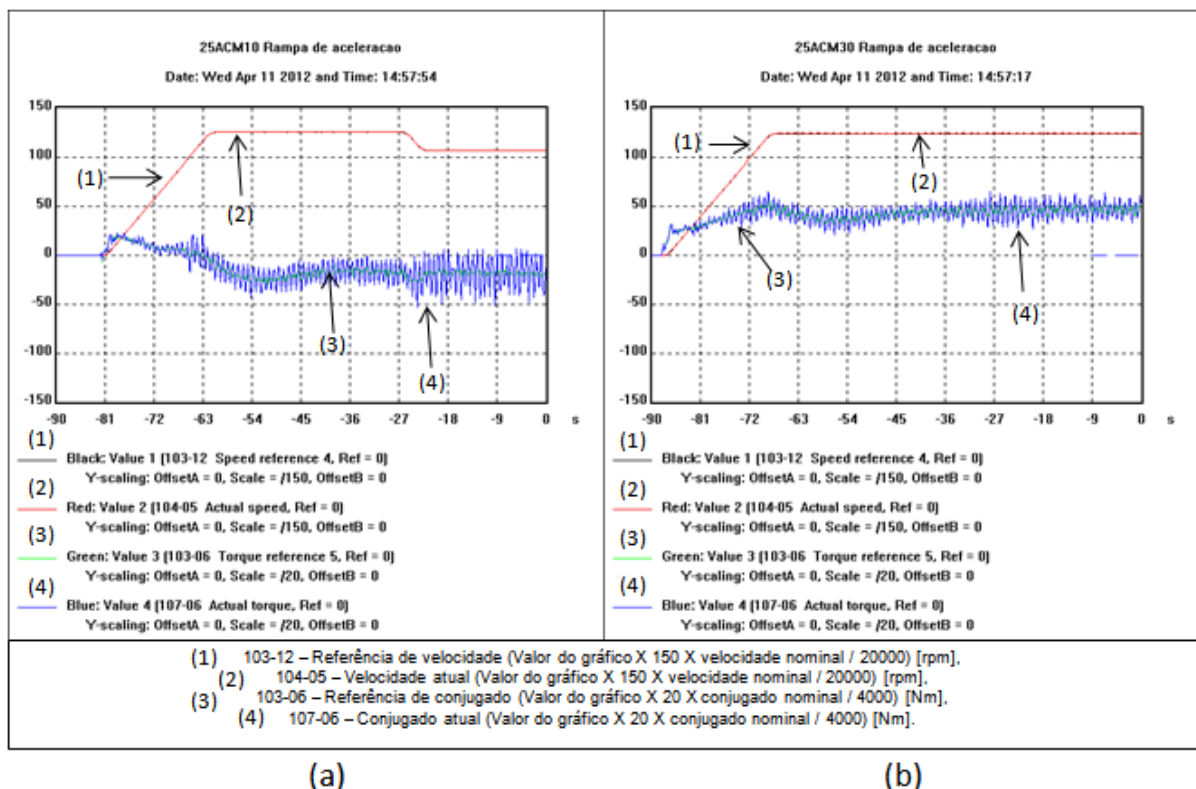 25ACM10 Rampa de aceleracao
Date: Wed Apr 11 2012 and Time: 14:57:54
150
100
50
0
-50
-100
-150
-90 -81 -72 -63 -54 -45 -36 -27 -18 -9 0 s
(1)
(2)
(3)
(4)
(1)
Black: Value 1 [103-12 Speed reference 4, Ref = 0]
Y-scaling: OffsetA = 0, Scale = /150, OffsetB = 0
(2)
Red: Value 2 [104-05 Actual speed, Ref = 0]
Y-scaling: OffsetA = 0, Scale = /150, OffsetB = 0
(3)
Green: Value 3 [103-06 Torque reference 5, Ref = 0]
Y-scaling: OffsetA = 0, Scale = /20, OffsetB = 0
(4)
Blue: Value 4 [107-06 Actual torque, Ref = 0]
Y-scaling: OffsetA = 0, Scale = /20, OffsetB = 0
25ACM30 Rampa de aceleracao
Date: Wed Apr 11 2012 and Time: 14:57:17
150
100
50
0
-50
-100
-150
-90 -81 -72 -63 -54 -45 -36 -27 -18 -9 0 s
(1)
(2)
(3)
(4)
(1)
Black: Value 1 [103-12 Speed reference 4, Ref = 0]
Y-scaling: OffsetA = 0, Scale = /150, OffsetB = 0
(2)
Red: Value 2 [104-05 Actual speed, Ref = 0]
Y-scaling: OffsetA = 0, Scale = /150, OffsetB = 0
(3)
Green: Value 3 [103-06 Torque reference 5, Ref = 0]
Y-scaling: OffsetA = 0, Scale = /20, OffsetB = 0
(4)
Blue: Value 4 [107-06 Actual torque, Ref = 0]
Y-scaling: OffsetA = 0, Scale = /20, OffsetB = 0
(1) 103-12 – Referência de velocidade (Valor do gráfico X 150 X velocidade nominal / 20000) [rpm],
(2) 104-05 – Velocidade atual (Valor do gráfico X 150 X velocidade nominal / 20000) [rpm],
(3) 103-06 – Referência de conjugado (Valor do gráfico X 20 X conjugado nominal / 4000) [Nm],
(4) 107-06 – Conjugado atual (Valor do gráfico X 20 X conjugado nominal / 4000) [Nm].
(a)
(b)